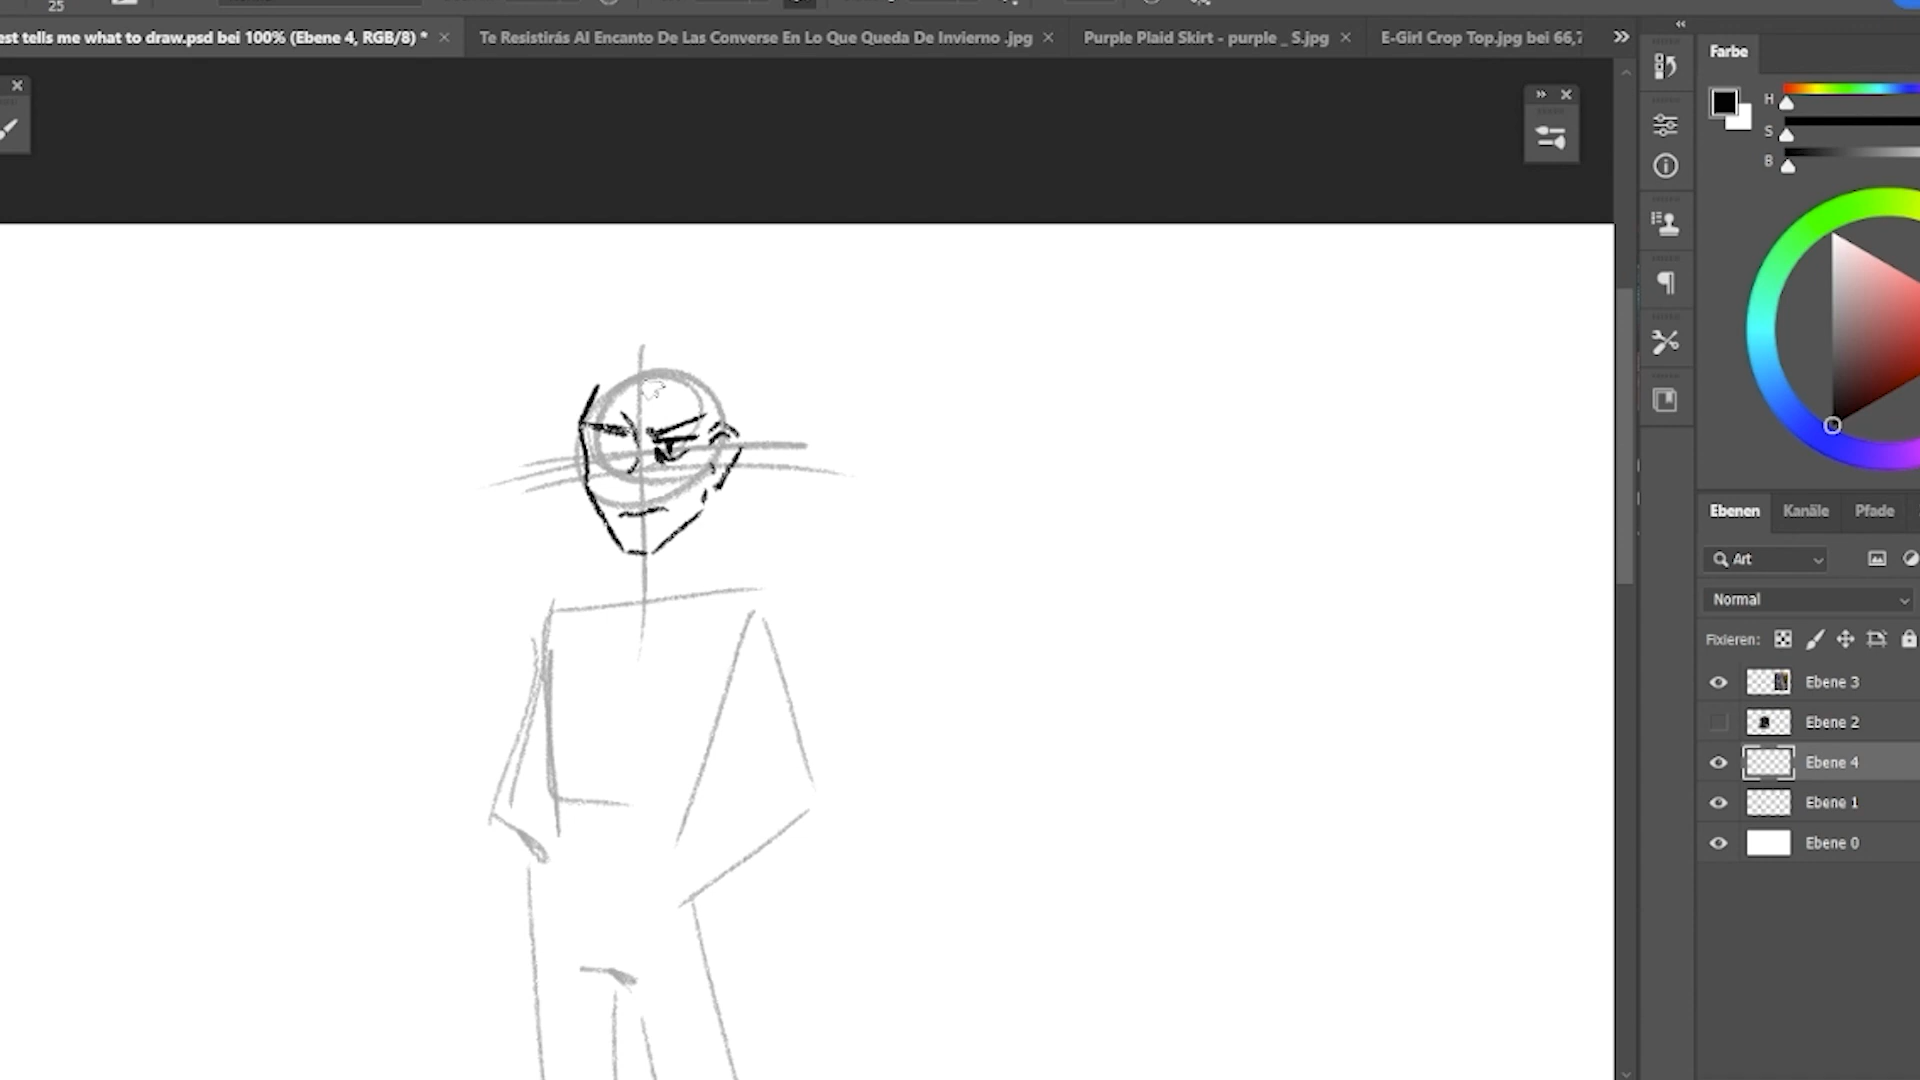 25
est tells me what to draw.psd bei 100% (Ebene 4, RGB/8) *
Te Resistirás Al Encanto De Las Converse En Lo Que Queda De Invierno .jpg
Purple Plaid Skirt - purple _ S.jpg
E-Girl Crop Top.jpg bei 66,7
Farbe
H
S
B
Ebenen Kanäle Pfade
Art
Normal
Fixieren:
Ebene 3
Ebene 2
Ebene 4
Ebene 1
Ebene 0